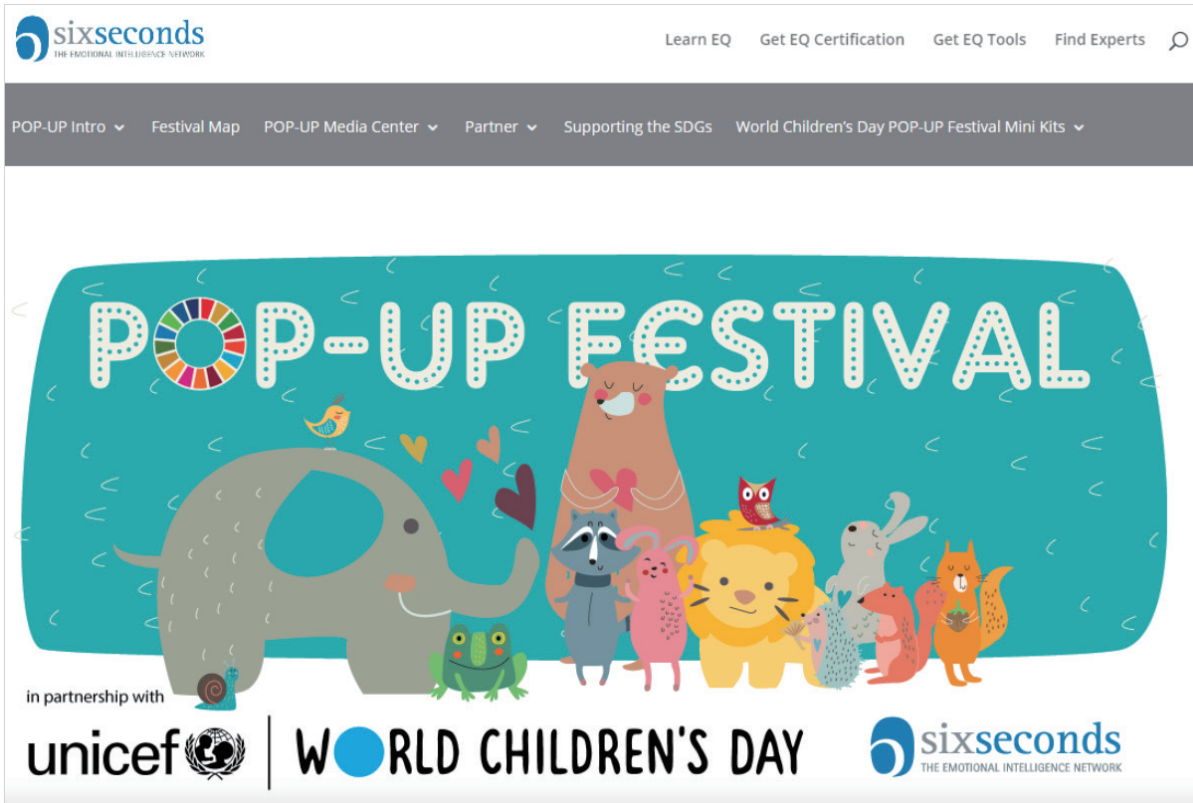 sixseconds
THE EMOTIONAL INTELLIGENCE NETWORK
Learn EQ Get EQ Certification Get EQ Tools Find Experts
POP-UP Intro Festival Map POP-UP Media Center Partner Supporting the SDGs World Children's Day POP-UP Festival Mini Kits
POP-UP FESTIVAL
in partnership with
unicef WORLD CHILDREN'S DAY
sixseconds
THE EMOTIONAL INTELLIGENCE NETWORK